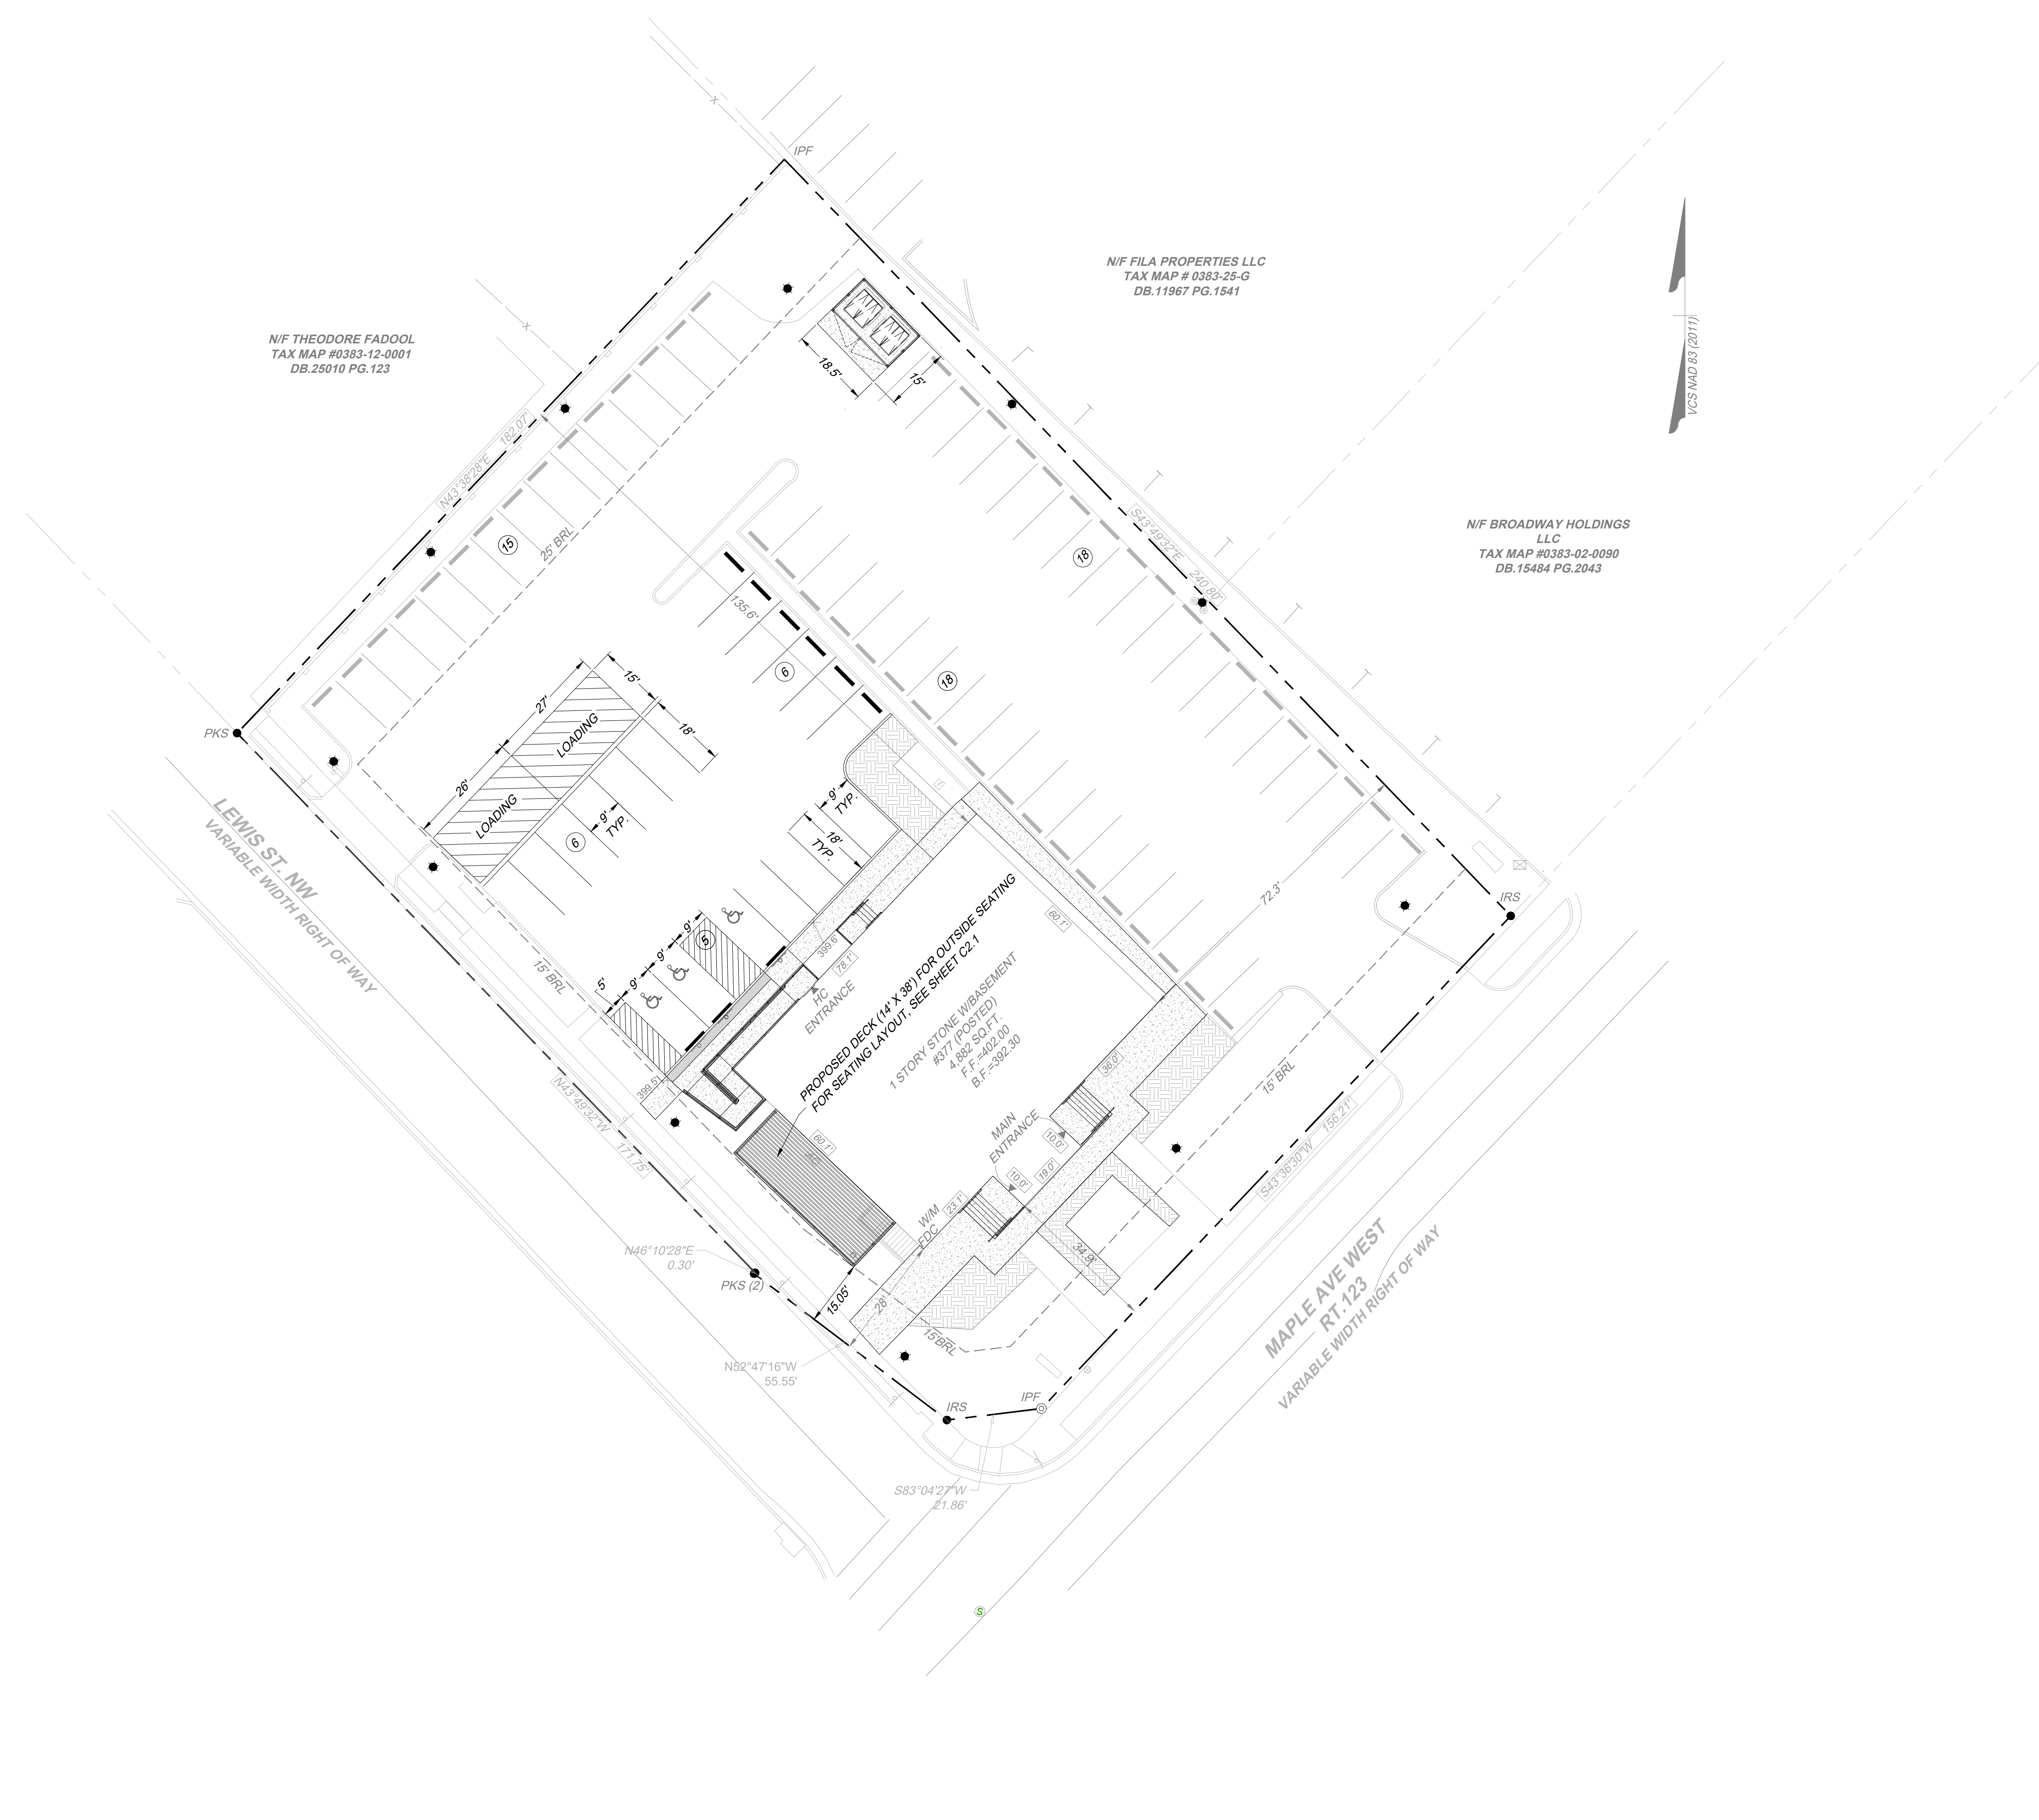 IPF
N/F FILA PROPERTIES LLC
TAX MAP # 0383-25-G
DB.11967 PG.1541
VCS NAD 83 (2011)
N/F THEODORE FADOOL
TAX MAP #0383-12-0001
DB.25010 PG.123
18.5'
15'
N43°38'28"E 182.07'
15
25' BRL
S43°49'32"E 240.80'
18
N/F BROADWAY HOLDINGS
LLC
TAX MAP #0383-02-0090
DB.15484 PG.2043
135.6'
6
18
15'
27'
LOADING
18'
PKS
26'
LOADING
9'
TYP.
6
9'
TYP.
18'
TYP.
LEWIS ST. NW
VARIABLE WIDTH RIGHT OF WAY
72.3'
IRS
60.1'
9'
5
9'
9'
5'
399.6'
78.1'
HC
ENTRANCE
15' BRL
PROPOSED DECK (14' X 38') FOR OUTSIDE SEATING
FOR SEATING LAYOUT, SEE SHEET C2.1
1 STORY STONE W/BASEMENT
#377 (POSTED)
4,882 SQ.FT.
F.F.=402.00
B.F.=392.30
36.0'
15' BRL
399.5'
N43°49'32"W 171.75'
60.1'
AC
MAIN
ENTRANCE
10.0'
19.0'
10.0'
23.1'
W/M
FDC
S43°36'30"W 156.21'
34.9'
N46°10'28"E
0.30'
PKS (2)
15.05'
28'
15'BRL
N52°47'16"W
55.55'
IRS
IPF
MAPLE AVE WEST
RT.123
VARIABLE WIDTH RIGHT OF WAY
S83°04'27"W
21.86'
S